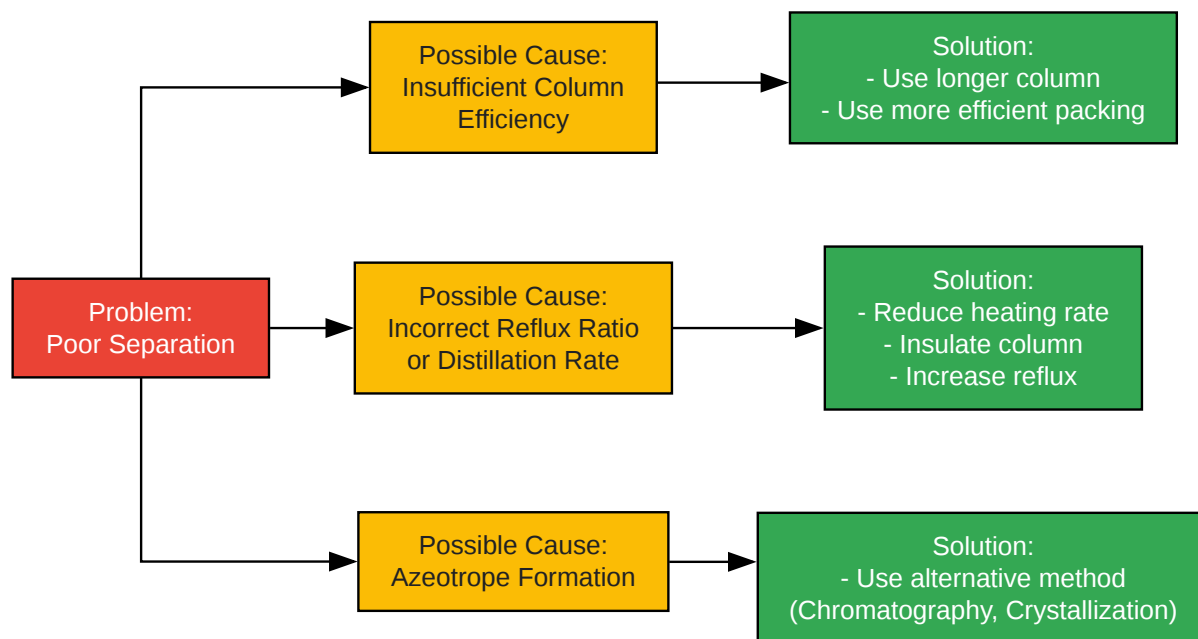 Possible Cause:
Insufficient Column
Efficiency
Solution:
- Use longer column
- Use more efficient packing
Problem:
Poor Separation
Possible Cause:
Incorrect Reflux Ratio
or Distillation Rate
Solution:
- Reduce heating rate
- Insulate column
- Increase reflux
Possible Cause:
Azeotrope Formation
Solution:
- Use alternative method
(Chromatography, Crystallization)